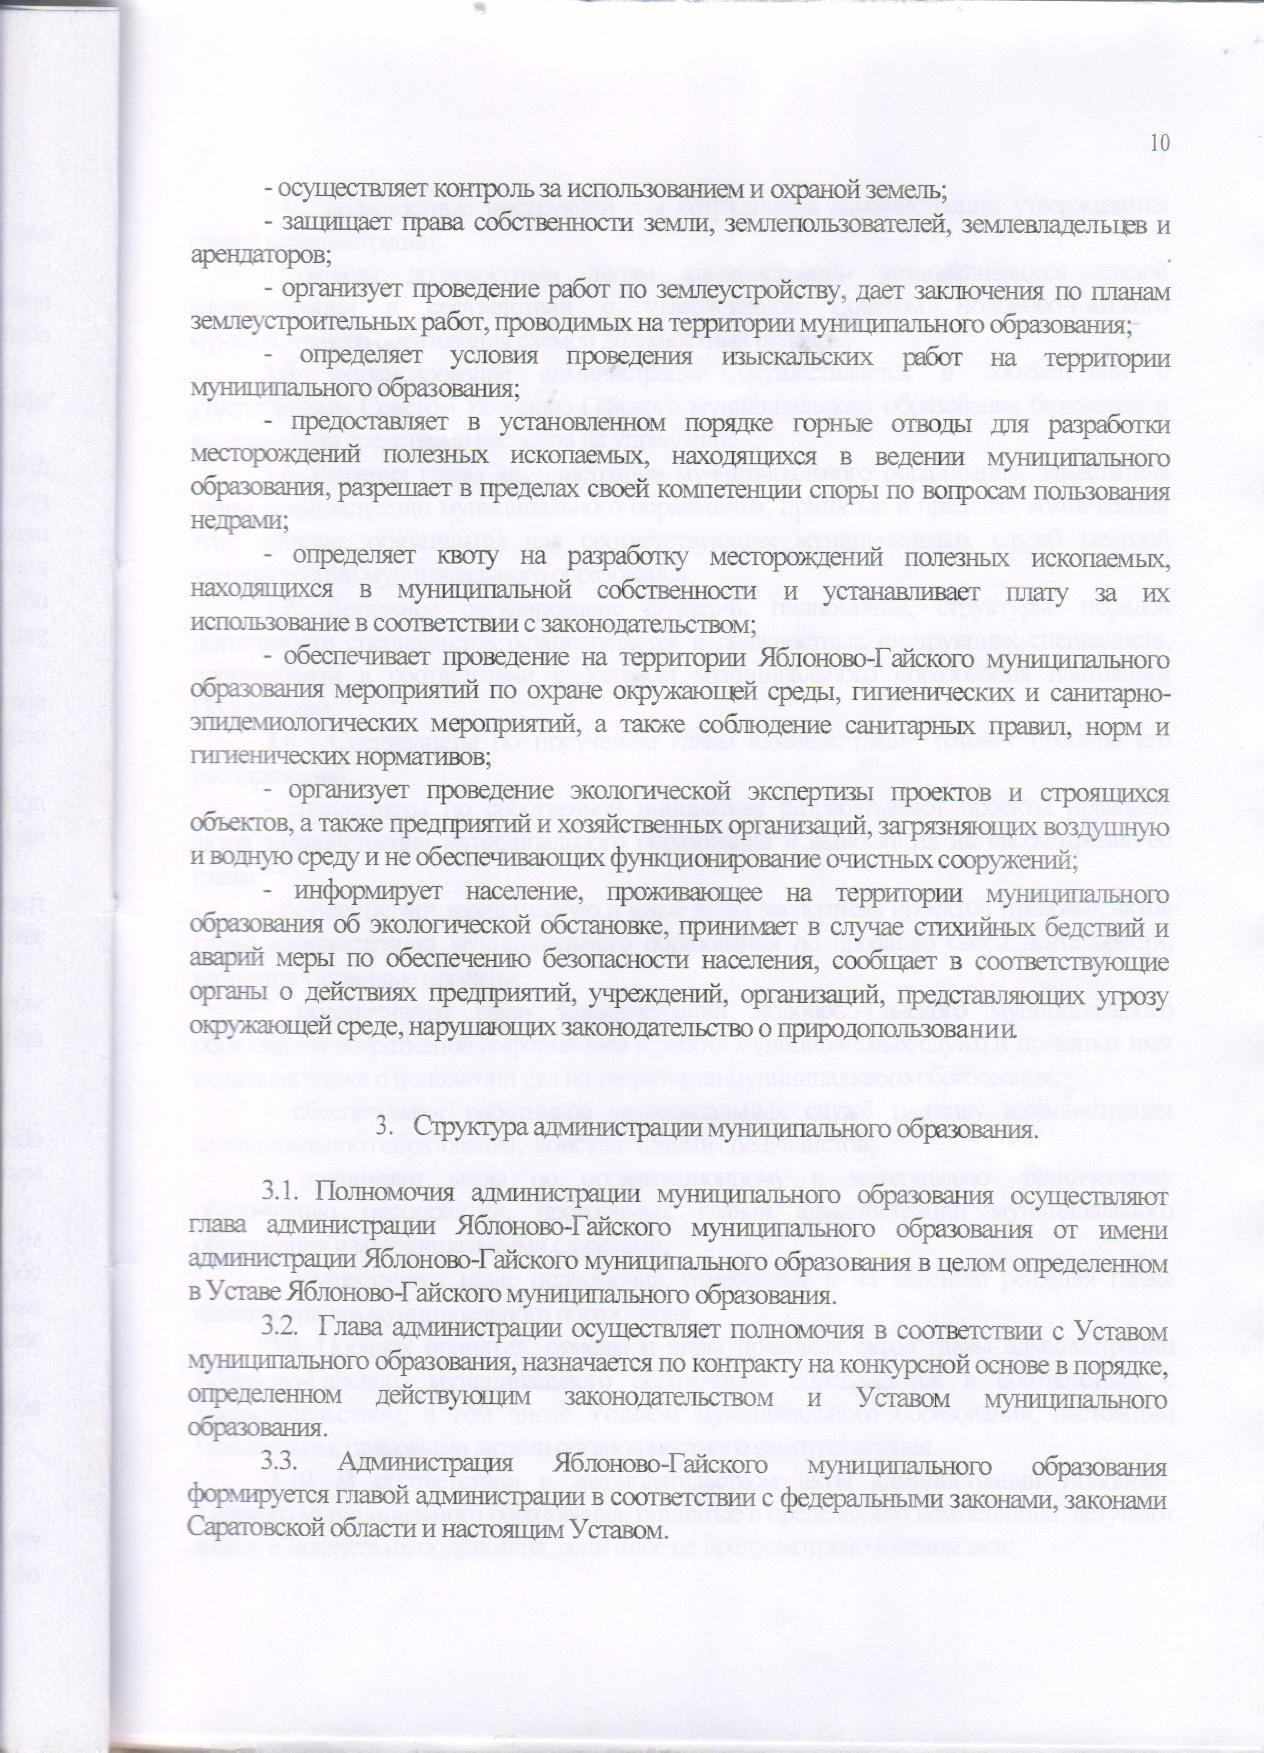 10
- осуществляет контроль за использованием и охраной земель;
- защищает права собственности земли, землепользователей, землевладельцев и
арендаторов;
- организует проведение работ по землеустройству, дает заключения по планам
землеустроительных работ, проводимых на территории муниципального образования;
- определяет условия проведения изыскальских работ на территории
муниципального образования;
- предоставляет в установленном порядке горные отводы для разработки
месторождений полезных ископаемых, находящихся в ведении муниципального
образования, разрешает в пределах своей компетенции споры по вопросам пользования
недрами;
- определяет квоту на разработку месторождений полезных ископаемых,
находящихся в муниципальной собственности и устанавливает плату за их
использование в соответствии с законодательством;
- обеспечивает проведение на территории Яблоново-Гайского муниципального
образования мероприятий по охране окружающей среды, гигиенических и санитарно-
эпидемиологических мероприятий, а также соблюдение санитарных правил, норм и
гигиенических нормативов;
- организует проведение экологической экспертизы проектов и строящихся
объектов, а также предприятий и хозяйственных организаций, загрязняющих воздушную
и водную среду и не обеспечивающих функционирование очистных сооружений;
- информирует население, проживающее на территории муниципального
образования об экологической обстановке, принимает в случае стихийных бедствий и
аварий меры по обеспечению безопасности населения, сообщает в соответствующие
органы о действиях предприятий, учреждений, организаций, представляющих угрозу
окружающей среде, нарушающих законодательство о природопользовании.
3. Структура администрации муниципального образования.
3.1. Полномочия администрации муниципального образования осуществляют
глава администрации Яблоново-Гайского муниципального образования от имени
администрации Яблоново-Гайского муниципального образования в целом определенном
в Уставе Яблоново-Гайского муниципального образования.
3.2. Глава администрации осуществляет полномочия в соответствии с Уставом
муниципального образования, назначается по контракту на конкурсной основе в порядке,
определенном действующим законодательством и Уставом муниципального
образования.
3.3. Администрация Яблоново-Гайского муниципального образования
формируется главой администрации в соответствии с федеральными законами, законами
Саратовской области и настоящим Уставом.